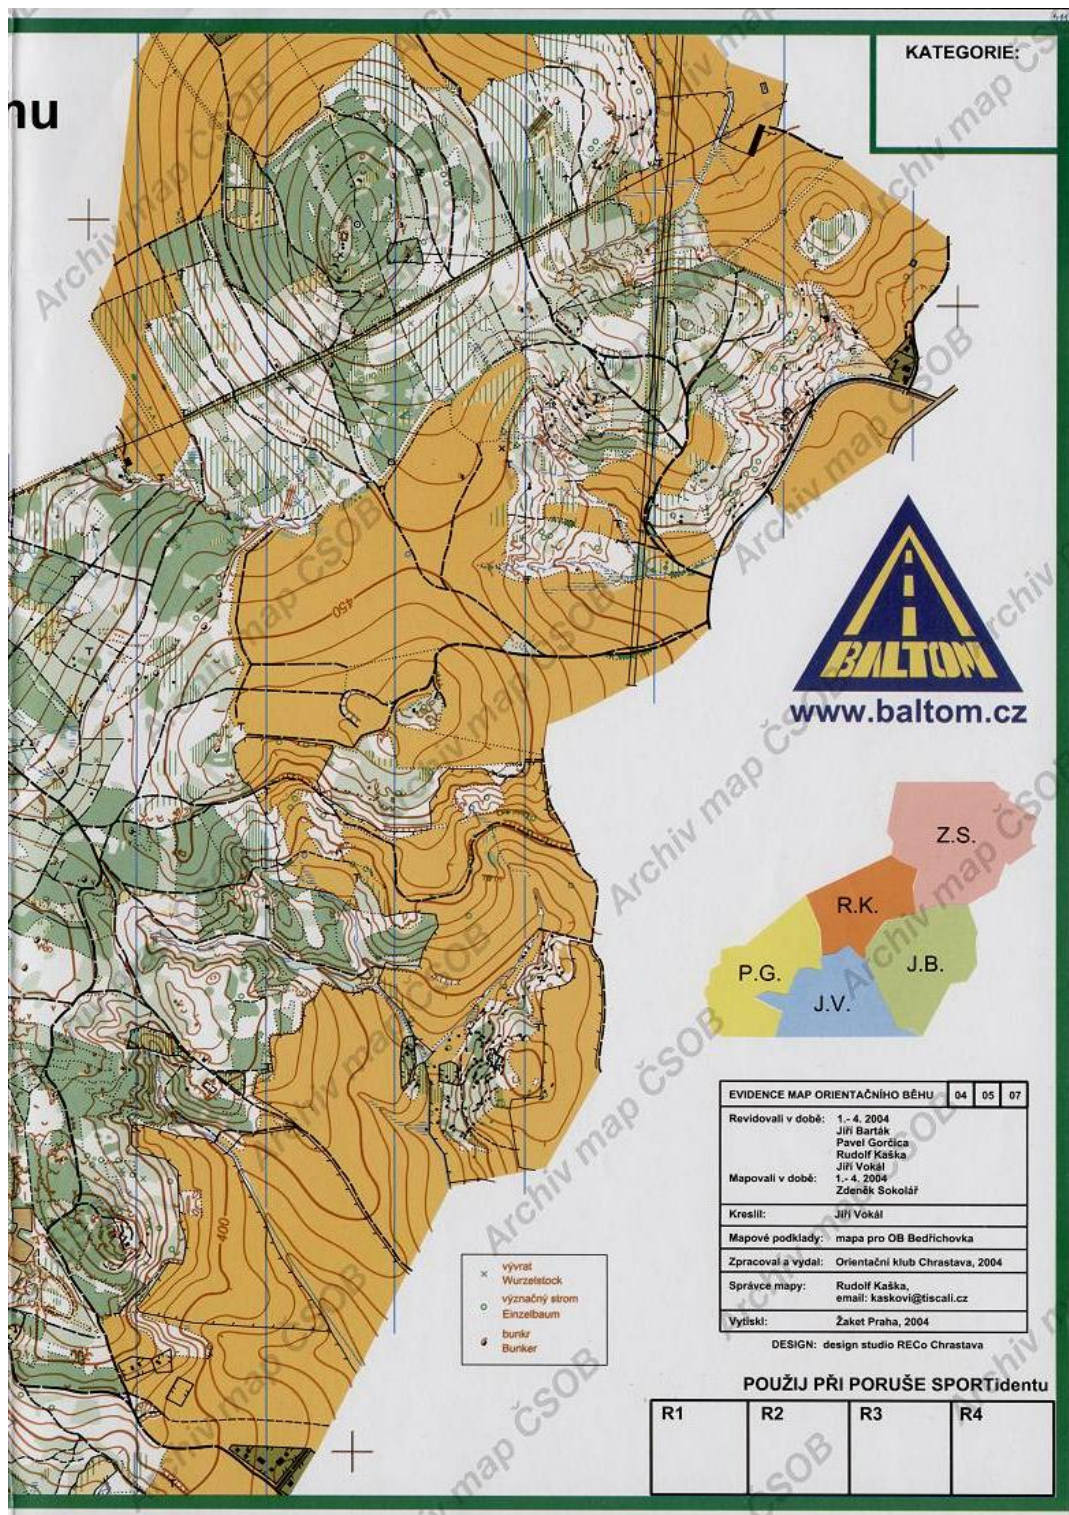 nu
KATEGORIE:
450
BALTOM
www.baltom.cz
Z.S.
R.K.
P.G.
J.B.
J.V.
EVIDENCE MAP ORIENTAČNÍHO BĚHU 04 05 07
Revidovali v době: 1.- 4. 2004
Jiří Barták
Pavel Gorčica
Rudolf Kaška
Jiří Vokál
Mapovali v době: 1.- 4. 2004
Zdeněk Sokolář
Kreslil: Jiří Vokál
Mapové podklady: mapa pro OB Bedřichovka
Zpracoval a vydal: Orientační klub Chrastava, 2004
Správce mapy: Rudolf Kaška,
email: kaskovi@tiscali.cz
Vytiskl: Žaket Praha, 2004
DESIGN: design studio RECo Chrastava
400
vývrat
Wurzelstock
význačný strom
Einzelbaum
bunkr
Bunker
POUŽIJ PŘI PORUŠE SPORTidentu
R1 R2 R3 R4
Archiv map ČSOB